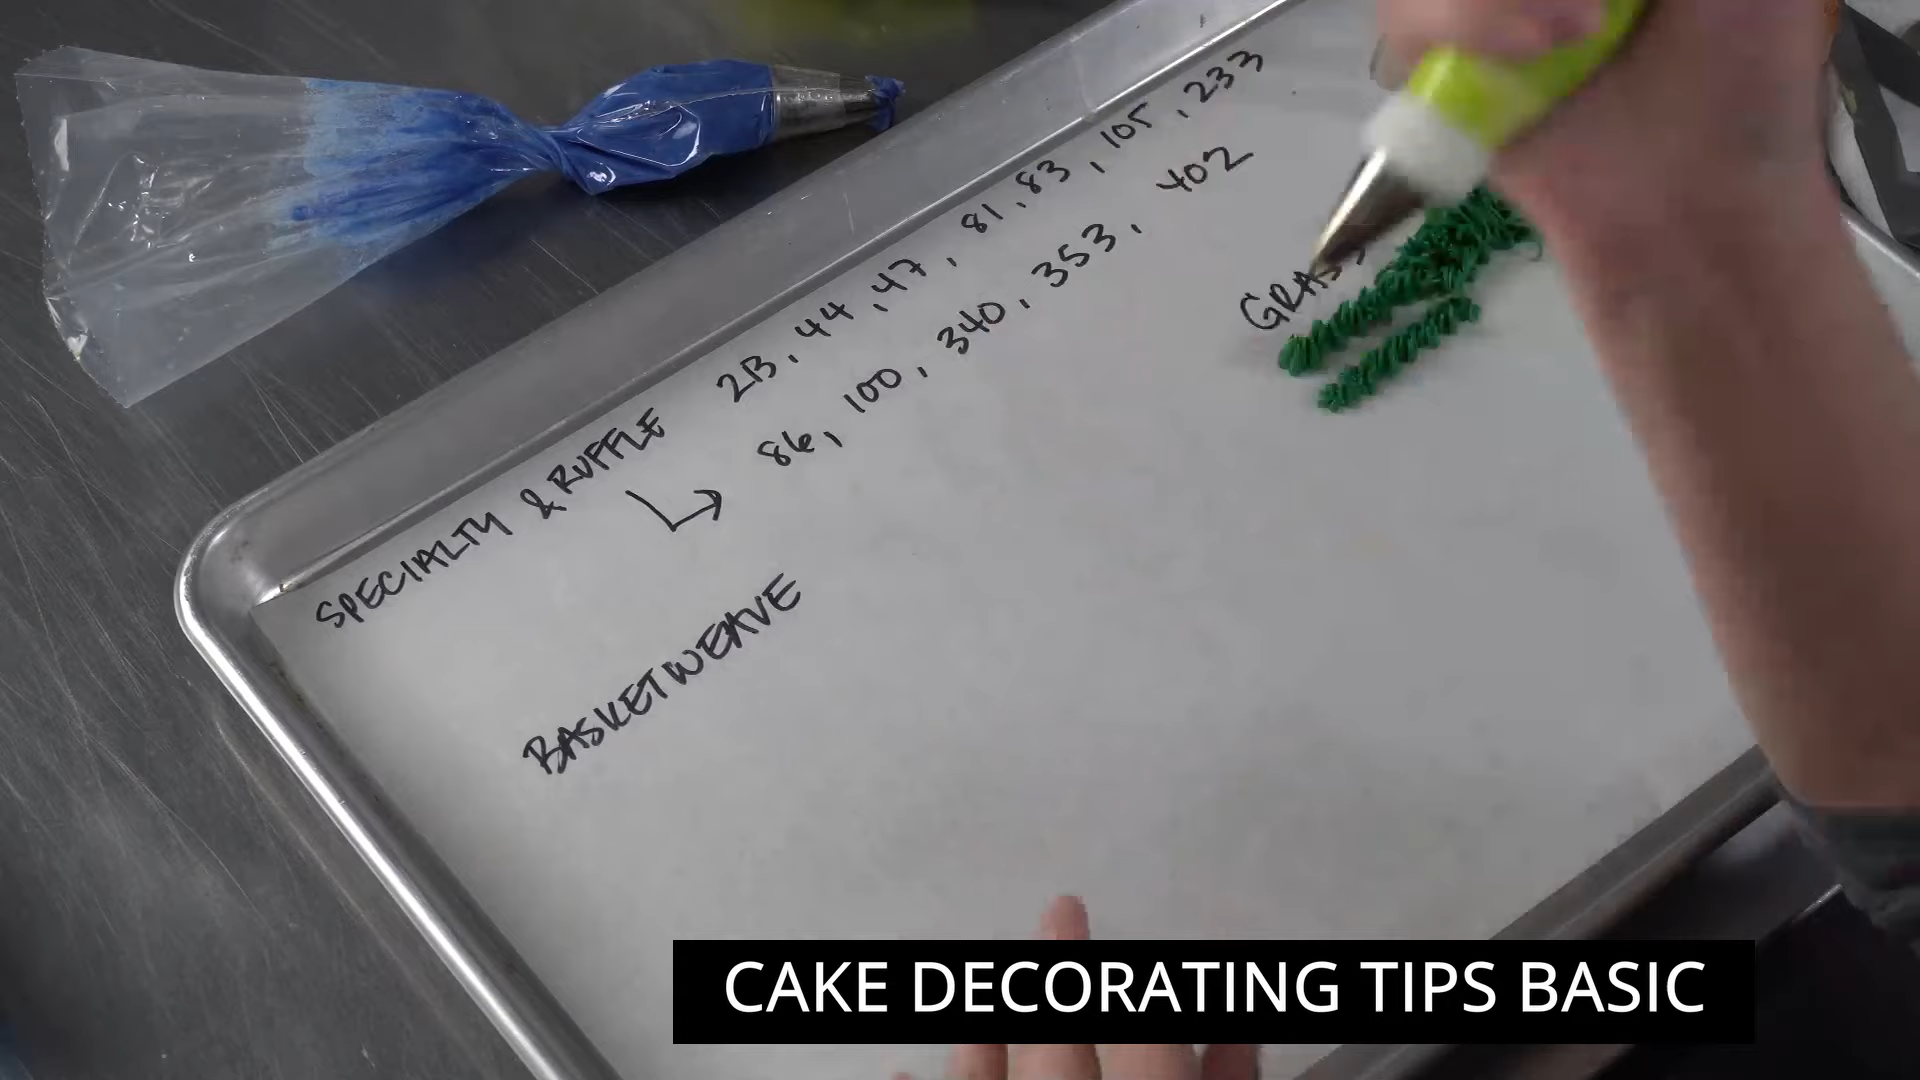 SPECIALTY & RUFFLE 2B, 44, 47, 81, 83, 105, 233
86, 100, 340, 353, 402
GRASS
BASKETWEAVE
CAKE DECORATING TIPS BASIC